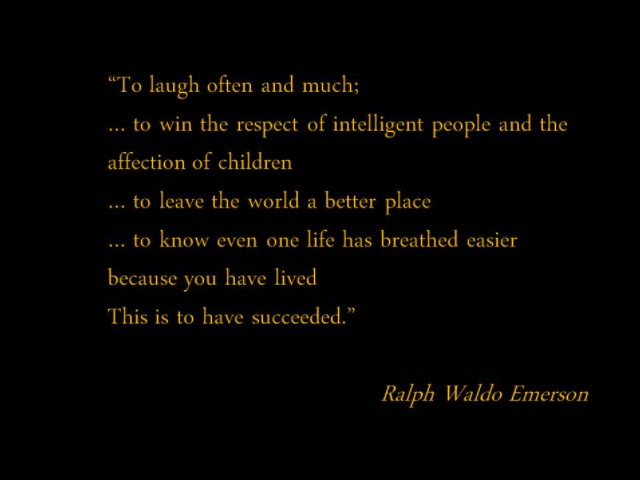 “To laugh often and much;
... to win the respect of intelligent people and the
affection of children
... to leave the world a better place
... to know even one life has breathed easier
because you have lived
This is to have succeeded.”
Ralph Waldo Emerson